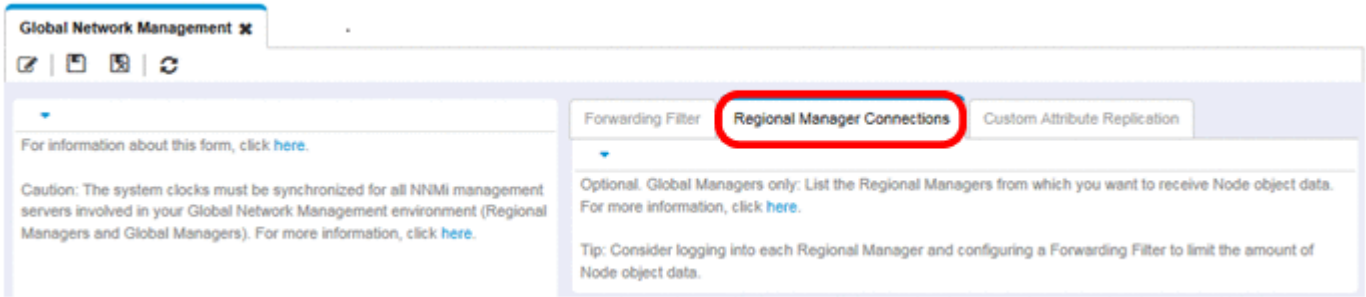 Global Network Management ✖
For information about this form, click here.
Caution: The system clocks must be synchronized for all NNMi management
servers involved in your Global Network Management environment (Regional
Managers and Global Managers). For more information, click here.
Forwarding Filter
Regional Manager Connections
Custom Attribute Replication
Optional. Global Managers only: List the Regional Managers from which you want to receive Node object data.
For more information, click here.
Tip: Consider logging into each Regional Manager and configuring a Forwarding Filter to limit the amount of
Node object data.